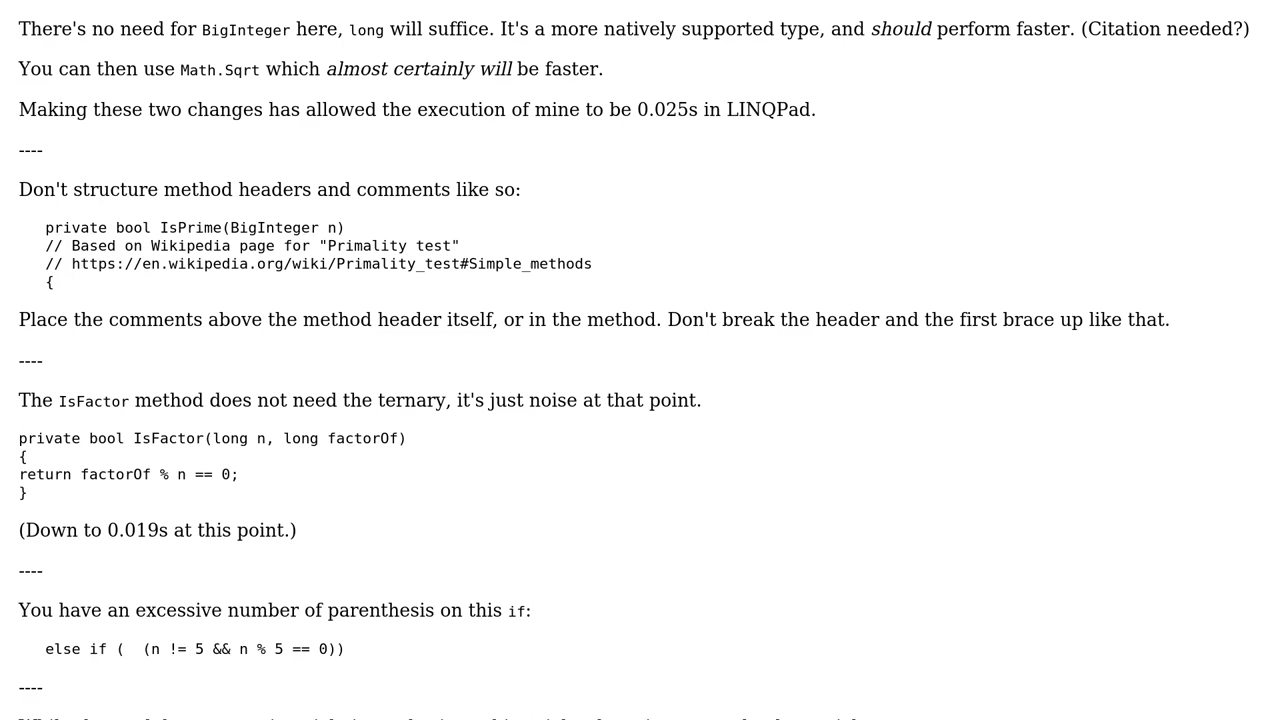 There's no need for BigInteger here, long will suffice. It's a more natively supported type, and should perform faster. (Citation needed?)
You can then use Math.Sqrt which almost certainly will be faster.
Making these two changes has allowed the execution of mine to be 0.025s in LINQPad.
----
Don't structure method headers and comments like so:
private bool IsPrime(BigInteger n)
// Based on Wikipedia page for "Primality test"
// https://en.wikipedia.org/wiki/Primality_test#Simple_methods
{
Place the comments above the method header itself, or in the method. Don't break the header and the first brace up like that.
----
The IsFactor method does not need the ternary, it's just noise at that point.
private bool IsFactor(long n, long factorOf)
{
return factorOf % n == 0;
}
(Down to 0.019s at this point.)
----
You have an excessive number of parenthesis on this if:
else if (  (n != 5 && n % 5 == 0))
----